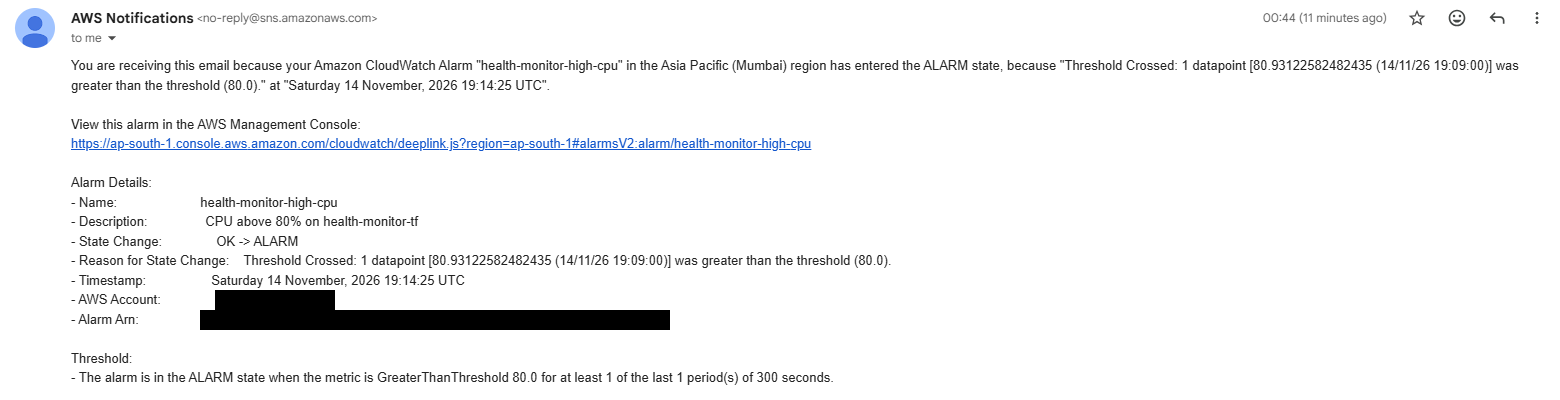 AWS Notifications <no-reply@sns.amazonaws.com> 00:44 (11 minutes ago)
to me
You are receiving this email because your Amazon CloudWatch Alarm "health-monitor-high-cpu" in the Asia Pacific (Mumbai) region has entered the ALARM state, because "Threshold Crossed: 1 datapoint [80.93122582482435 (14/11/26 19:09:00)] was
greater than the threshold (80.0)." at "Saturday 14 November, 2026 19:14:25 UTC".
View this alarm in the AWS Management Console:
https://ap-south-1.console.aws.amazon.com/cloudwatch/deeplink.js?region=ap-south-1#alarmsV2:alarm/health-monitor-high-cpu
Alarm Details:
- Name: health-monitor-high-cpu
- Description: CPU above 80% on health-monitor-tf
- State Change: OK -> ALARM
- Reason for State Change: Threshold Crossed: 1 datapoint [80.93122582482435 (14/11/26 19:09:00)] was greater than the threshold (80.0).
- Timestamp: Saturday 14 November, 2026 19:14:25 UTC
- AWS Account:
- Alarm Arn:
Threshold:
- The alarm is in the ALARM state when the metric is GreaterThanThreshold 80.0 for at least 1 of the last 1 period(s) of 300 seconds.